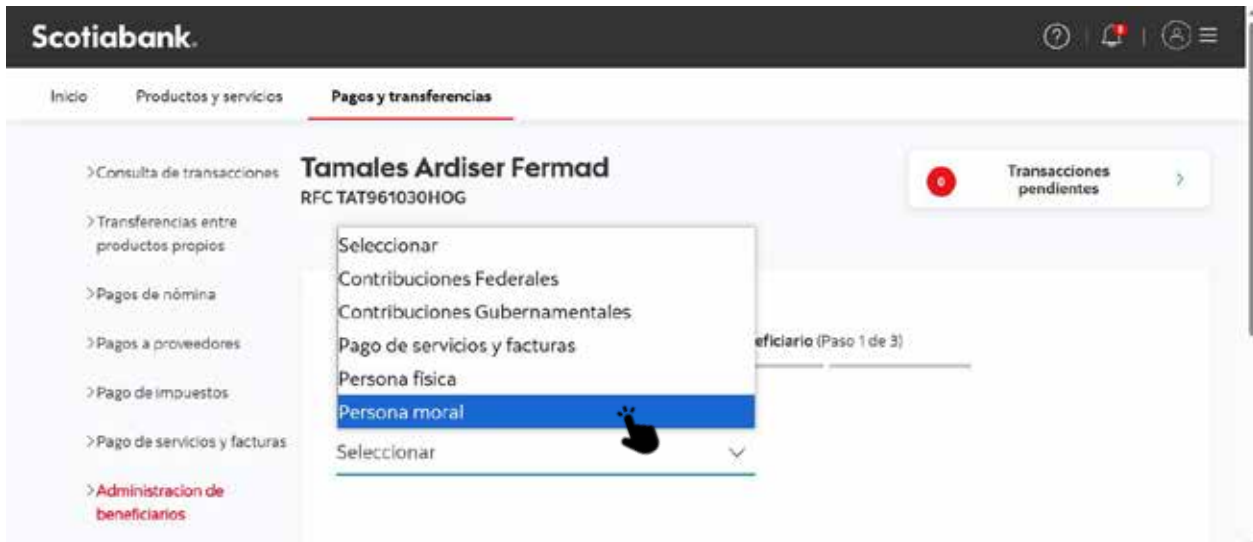 Scotiabank.
Inicio Productos y servicios Pagos y transferencias
>Consulta de transacciones
>Transferencias entre
productos propios
>Pagos de nómina
>Pagos a proveedores
>Pago de impuestos
>Pago de servicios y facturas
>Administracion de
beneficiarios
Tamales Ardiser Fermad
RFC TAT961030HOG
0 Transacciones
pendientes
Seleccionar
Contribuciones Federales
Contribuciones Gubernamentales
Pago de servicios y facturas
Persona física
Persona moral
eficiario (Paso 1 de 3)
Seleccionar